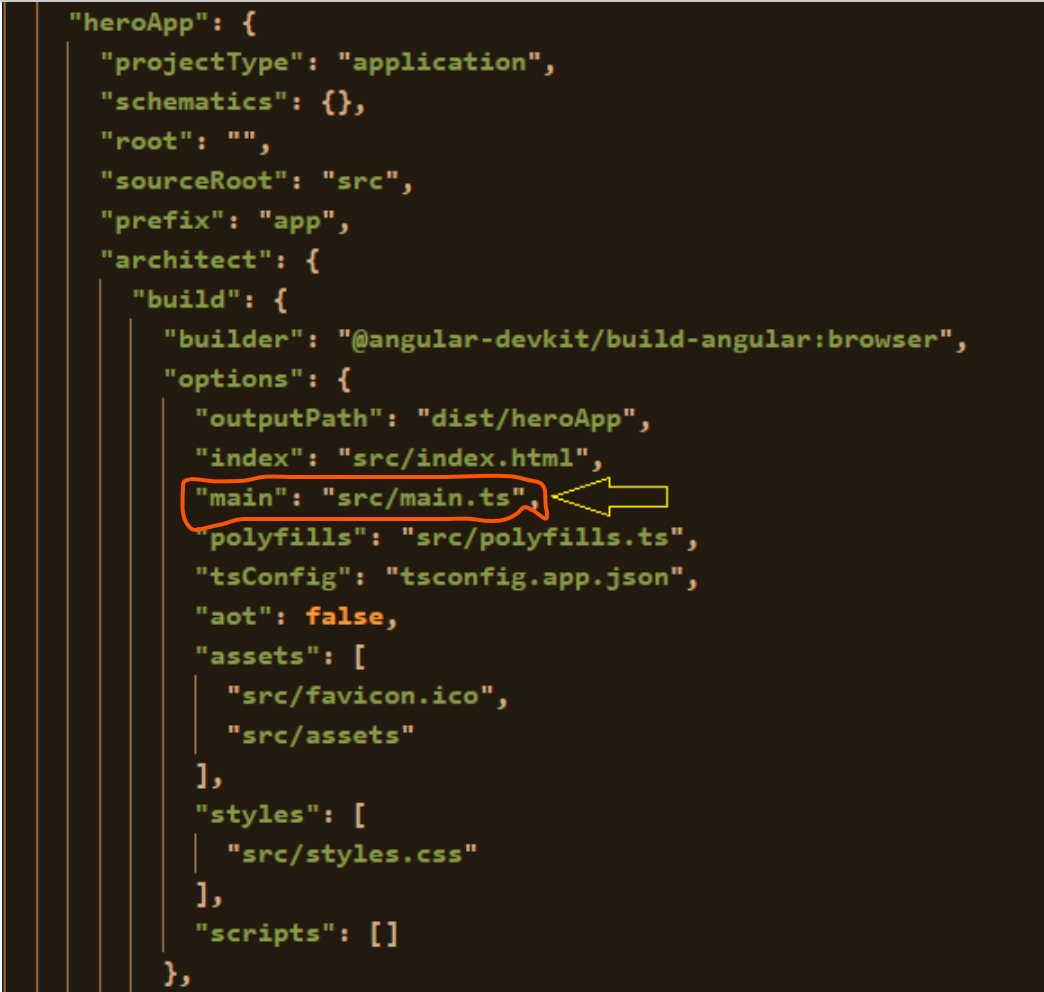 "heroApp": {
"projectType": "application",
"schematics": {},
"root": "",
"sourceRoot": "src",
"prefix": "app",
"architect": {
"build": {
"builder": "@angular-devkit/build-angular:browser",
"options": {
"outputPath": "dist/heroApp",
"index": "src/index.html",
"main": "src/main.ts",
"polyfills": "src/polyfills.ts",
"tsConfig": "tsconfig.app.json",
"aot": false,
"assets": [
"src/favicon.ico",
"src/assets"
],
"styles": [
"src/styles.css"
],
"scripts": []
},